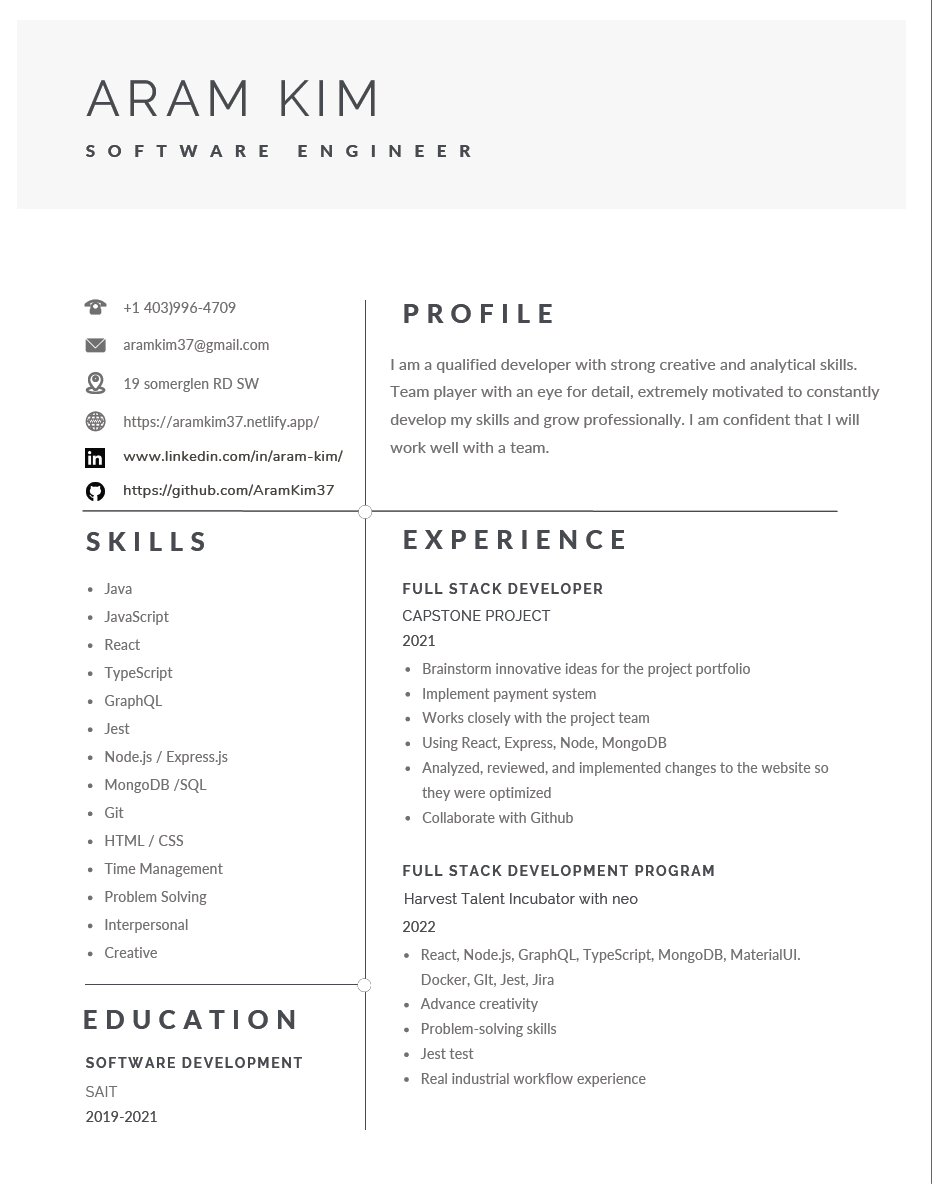 ARAM KIM
SOFTWARE ENGINEER
+1 403)996-4709
aramkim37@gmail.com
19 somerglen RD SW
https://aramkim37.netlify.app/
www.linkedin.com/in/aram-kim/
https://github.com/AramKim37
PROFILE
I am a qualified developer with strong creative and analytical skills.
Team player with an eye for detail, extremely motivated to constantly
develop my skills and grow professionally. I am confident that I will
work well with a team.
SKILLS
• Java
• JavaScript
• React
• TypeScript
• GraphQL
• Jest
• Node.js / Express.js
• MongoDB /SQL
• Git
• HTML / CSS
• Time Management
• Problem Solving
• Interpersonal
• Creative
EDUCATION
SOFTWARE DEVELOPMENT
SAIT
2019-2021
EXPERIENCE
FULL STACK DEVELOPER
CAPSTONE PROJECT
2021
• Brainstorm innovative ideas for the project portfolio
• Implement payment system
• Works closely with the project team
• Using React, Express, Node, MongoDB
• Analyzed, reviewed, and implemented changes to the website so
they were optimized
• Collaborate with Github
FULL STACK DEVELOPMENT PROGRAM
Harvest Talent Incubator with neo
2022
• React, Node.js, GraphQL, TypeScript, MongoDB, MaterialUI.
Docker, GIt, Jest, Jira
• Advance creativity
• Problem-solving skills
• Jest test
• Real industrial workflow experience